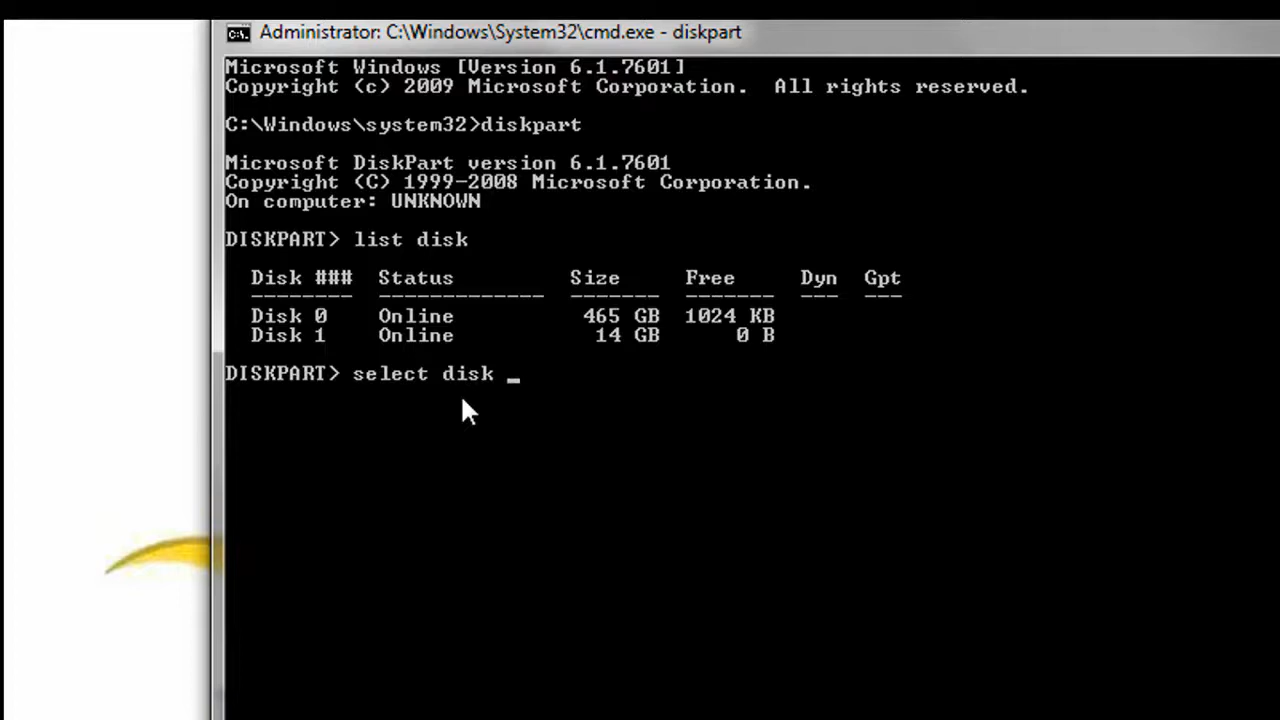 Administrator: C:\Windows\System32\cmd.exe - diskpart
Microsoft Windows [Version 6.1.7601]
Copyright (c) 2009 Microsoft Corporation.  All rights reserved.
C:\Windows\system32>diskpart
Microsoft DiskPart version 6.1.7601
Copyright (C) 1999-2008 Microsoft Corporation.
On computer: UNKNOWN
DISKPART> list disk
  Disk ###  Status         Size     Free     Dyn  Gpt
  --------  -------------  -------  -------  ---  ---
  Disk 0    Online          465 GB  1024 KB
  Disk 1    Online           14 GB      0 B
DISKPART> select disk _